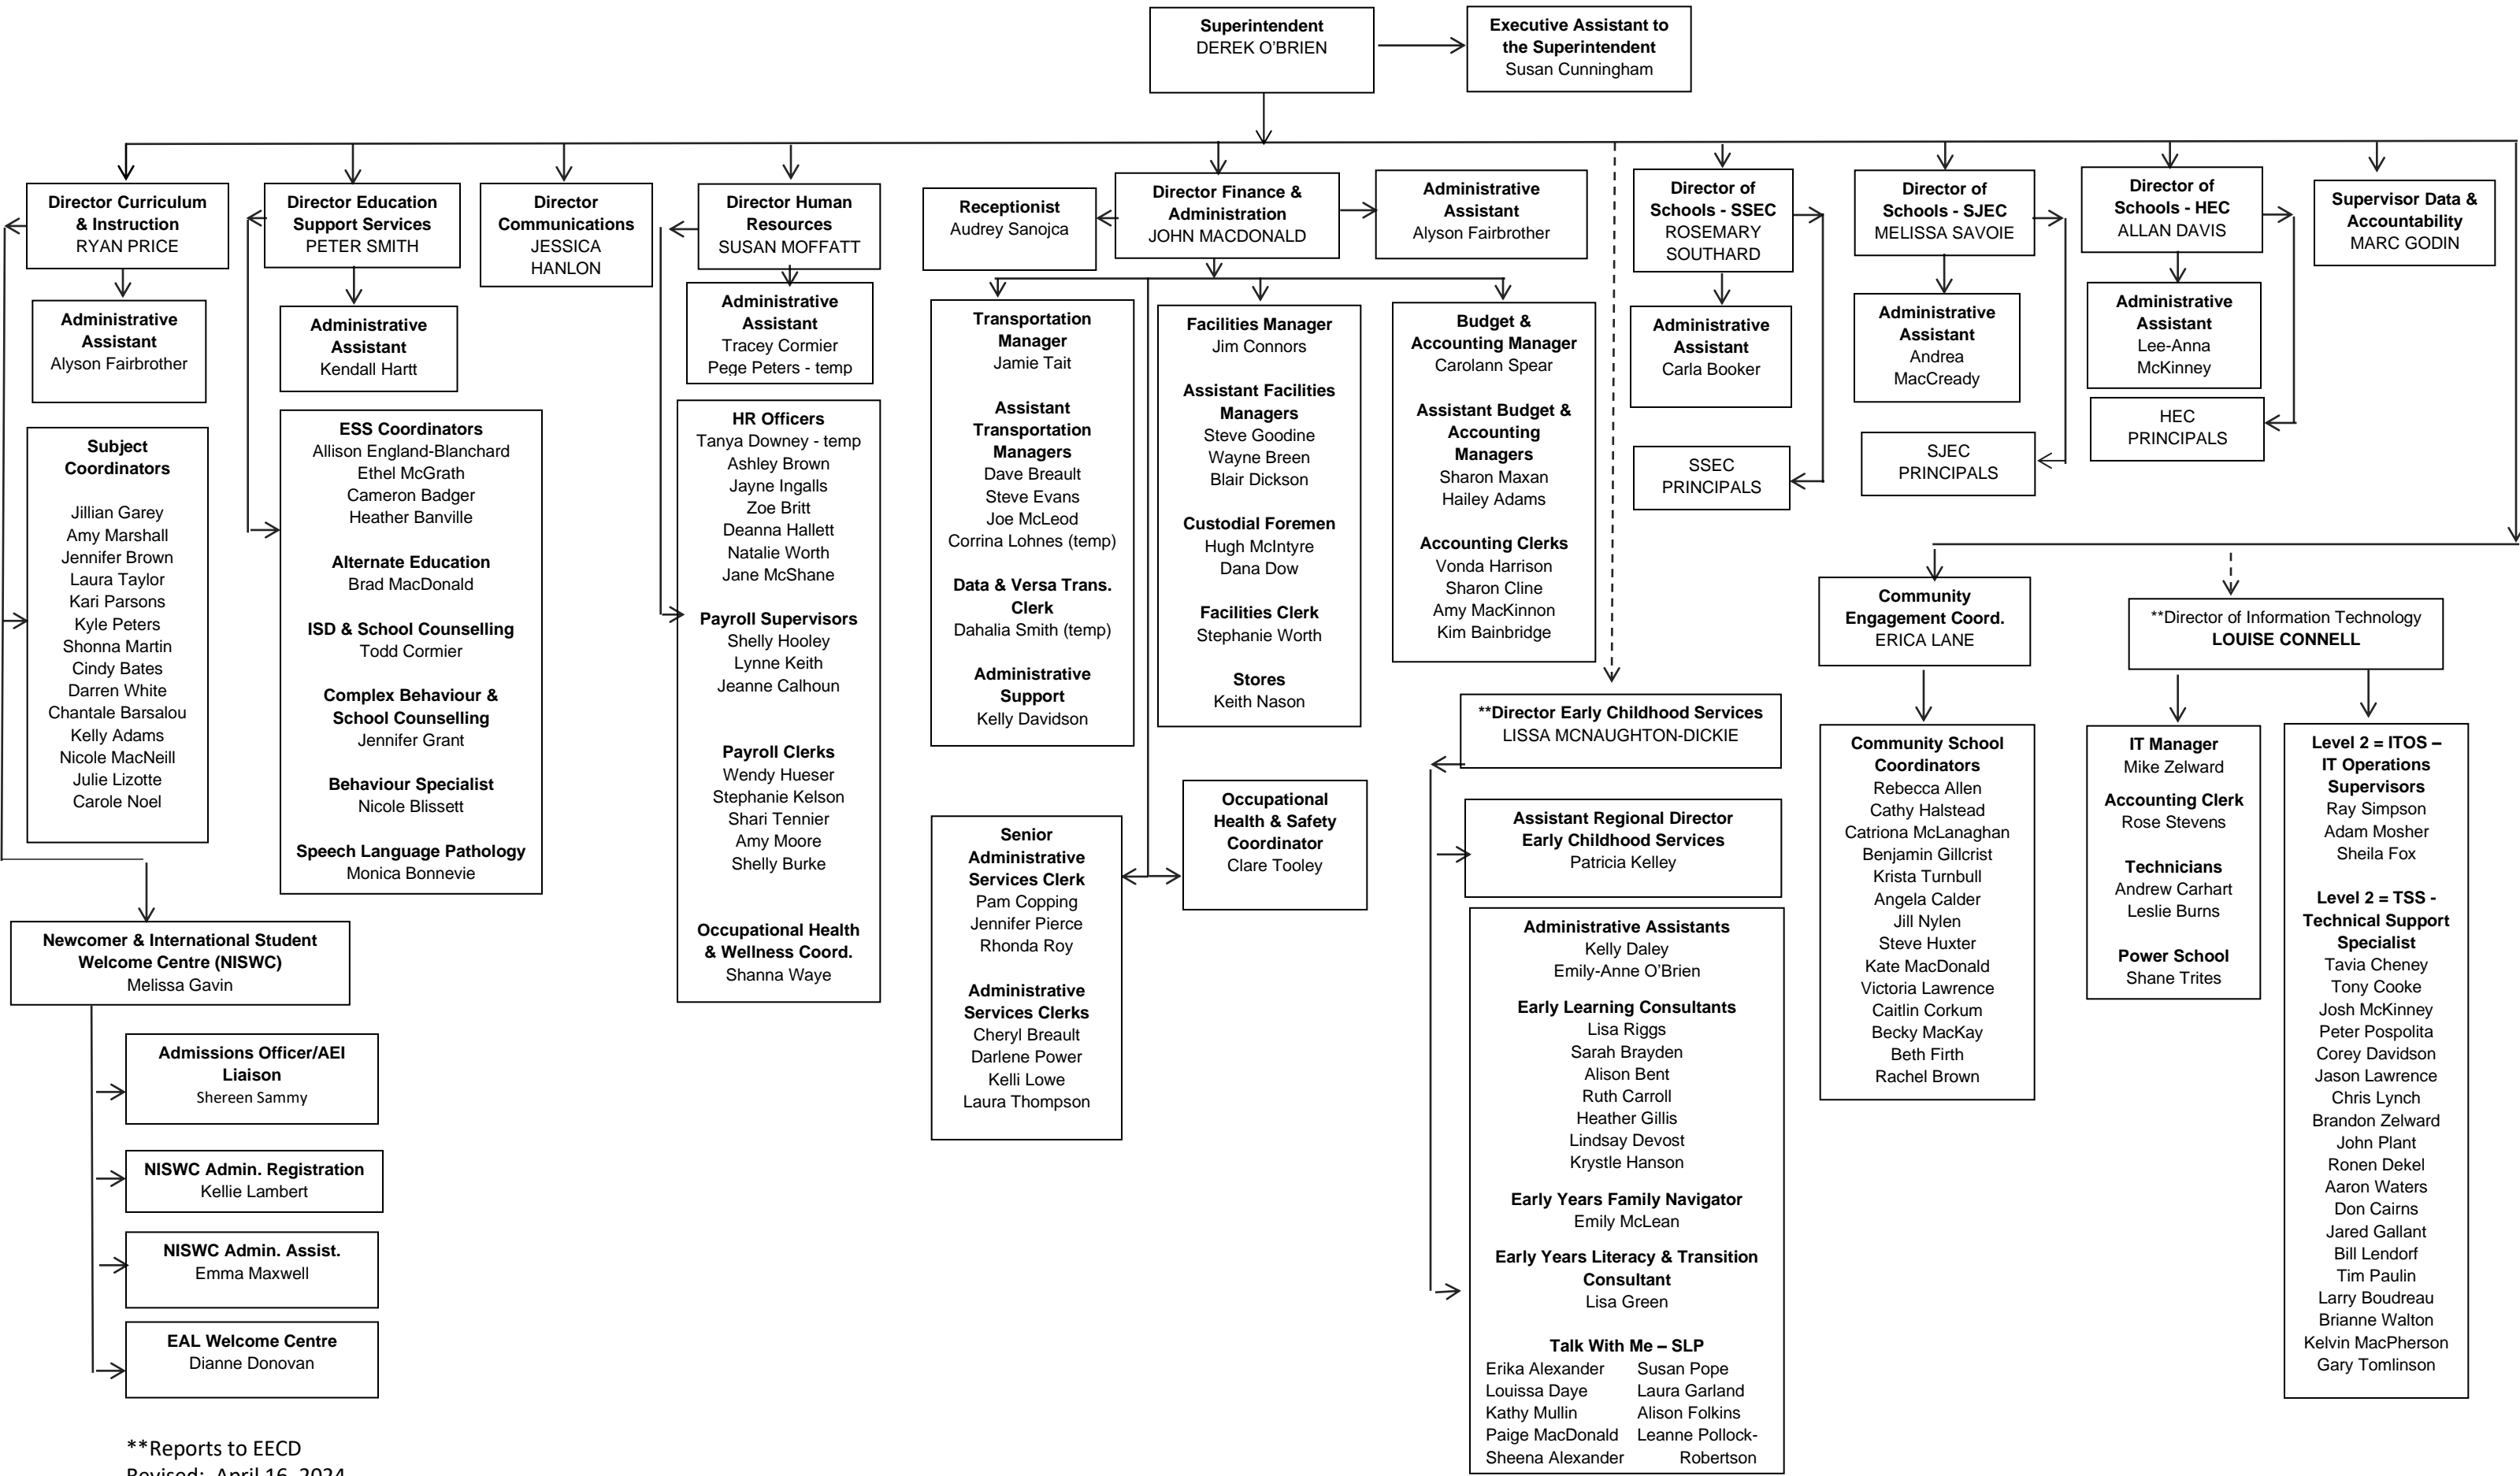 Superintendent
DEREK O'BRIEN
Executive Assistant to
the Superintendent
Susan Cunningham
Director Curriculum
& Instruction
RYAN PRICE
Administrative
Assistant
Alyson Fairbrother
Subject
Coordinators
Jillian Garey
Amy Marshall
Jennifer Brown
Laura Taylor
Kari Parsons
Kyle Peters
Shonna Martin
Cindy Bates
Darren White
Chantale Barsalou
Kelly Adams
Nicole MacNeill
Julie Lizotte
Carole Noel
Newcomer & International Student
Welcome Centre (NISWC)
Melissa Gavin
Admissions Officer/AEI
Liaison
Shereen Sammy
NISWC Admin. Registration
Kellie Lambert
NISWC Admin. Assist.
Emma Maxwell
EAL Welcome Centre
Dianne Donovan
Director Education
Support Services
PETER SMITH
Administrative
Assistant
Kendall Hartt
ESS Coordinators
Allison England-Blanchard
Ethel McGrath
Cameron Badger
Heather Banville
Alternate Education
Brad MacDonald
ISD & School Counselling
Todd Cormier
Complex Behaviour &
School Counselling
Jennifer Grant
Behaviour Specialist
Nicole Blissett
Speech Language Pathology
Monica Bonnevie
Director
Communications
JESSICA
HANLON
Director Human
Resources
SUSAN MOFFATT
Administrative
Assistant
Tracey Cormier
Pege Peters - temp
HR Officers
Tanya Downey - temp
Ashley Brown
Jayne Ingalls
Zoe Britt
Deanna Hallett
Natalie Worth
Jane McShane
Payroll Supervisors
Shelly Hooley
Lynne Keith
Jeanne Calhoun
Payroll Clerks
Wendy Hueser
Stephanie Kelson
Shari Tennier
Amy Moore
Shelly Burke
Occupational Health
& Wellness Coord.
Shanna Waye
Receptionist
Audrey Sanojca
Director Finance &
Administration
JOHN MACDONALD
Administrative
Assistant
Alyson Fairbrother
Transportation
Manager
Jamie Tait
Assistant
Transportation
Managers
Dave Breault
Steve Evans
Joe McLeod
Corrina Lohnes (temp)
Data & Versa Trans.
Clerk
Dahalia Smith (temp)
Administrative
Support
Kelly Davidson
Facilities Manager
Jim Connors
Assistant Facilities
Managers
Steve Goodine
Wayne Breen
Blair Dickson
Custodial Foremen
Hugh McIntyre
Dana Dow
Facilities Clerk
Stephanie Worth
Stores
Keith Nason
Budget &
Accounting Manager
Carolann Spear
Assistant Budget &
Accounting
Managers
Sharon Maxan
Hailey Adams
Accounting Clerks
Vonda Harrison
Sharon Cline
Amy MacKinnon
Kim Bainbridge
Senior
Administrative
Services Clerk
Pam Copping
Jennifer Pierce
Rhonda Roy
Administrative
Services Clerks
Cheryl Breault
Darlene Power
Kelli Lowe
Laura Thompson
Occupational
Health & Safety
Coordinator
Clare Tooley
Director of
Schools - SSEC
ROSEMARY
SOUTHARD
Administrative
Assistant
Carla Booker
SSEC
PRINCIPALS
Director of
Schools - SJEC
MELISSA SAVOIE
Administrative
Assistant
Andrea
MacCready
SJEC
PRINCIPALS
Director of
Schools - HEC
ALLAN DAVIS
Administrative
Assistant
Lee-Anna
McKinney
HEC
PRINCIPALS
Supervisor Data &
Accountability
MARC GODIN
**Director Early Childhood Services
LISSA MCNAUGHTON-DICKIE
Assistant Regional Director
Early Childhood Services
Patricia Kelley
Administrative Assistants
Kelly Daley
Emily-Anne O'Brien
Early Learning Consultants
Lisa Riggs
Sarah Brayden
Alison Bent
Ruth Carroll
Heather Gillis
Lindsay Devost
Krystle Hanson
Early Years Family Navigator
Emily McLean
Early Years Literacy & Transition
Consultant
Lisa Green
Talk With Me – SLP
Erika Alexander Susan Pope
Louissa Daye Laura Garland
Kathy Mullin Alison Folkins
Paige MacDonald Leanne Pollock-
Sheena Alexander Robertson
Community
Engagement Coord.
ERICA LANE
Community School
Coordinators
Rebecca Allen
Cathy Halstead
Catriona McLanaghan
Benjamin Gillcrist
Krista Turnbull
Angela Calder
Jill Nylen
Steve Huxter
Kate MacDonald
Victoria Lawrence
Caitlin Corkum
Becky MacKay
Beth Firth
Rachel Brown
**Director of Information Technology
LOUISE CONNELL
IT Manager
Mike Zelward
Accounting Clerk
Rose Stevens
Technicians
Andrew Carhart
Leslie Burns
Power School
Shane Trites
Level 2 = ITOS –
IT Operations
Supervisors
Ray Simpson
Adam Mosher
Sheila Fox
Level 2 = TSS -
Technical Support
Specialist
Tavia Cheney
Tony Cooke
Josh McKinney
Peter Pospolita
Corey Davidson
Jason Lawrence
Chris Lynch
Brandon Zelward
John Plant
Ronen Dekel
Aaron Waters
Don Cairns
Jared Gallant
Bill Lendorf
Tim Paulin
Larry Boudreau
Brianne Walton
Kelvin MacPherson
Gary Tomlinson
**Reports to EECD
Revised: April 16, 2024